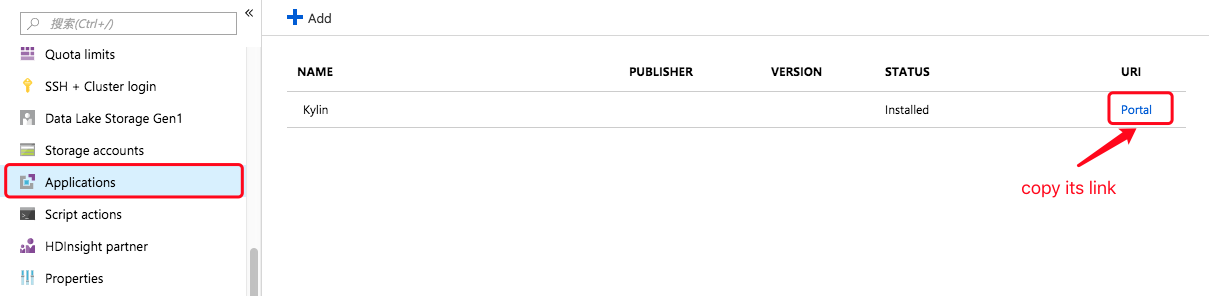 搜索(Ctrl+/)
«
Add
Quota limits
SSH + Cluster login
Data Lake Storage Gen1
Storage accounts
Applications
Script actions
HDInsight partner
Properties
NAME PUBLISHER VERSION STATUS URI
Kylin Installed Portal
copy its link